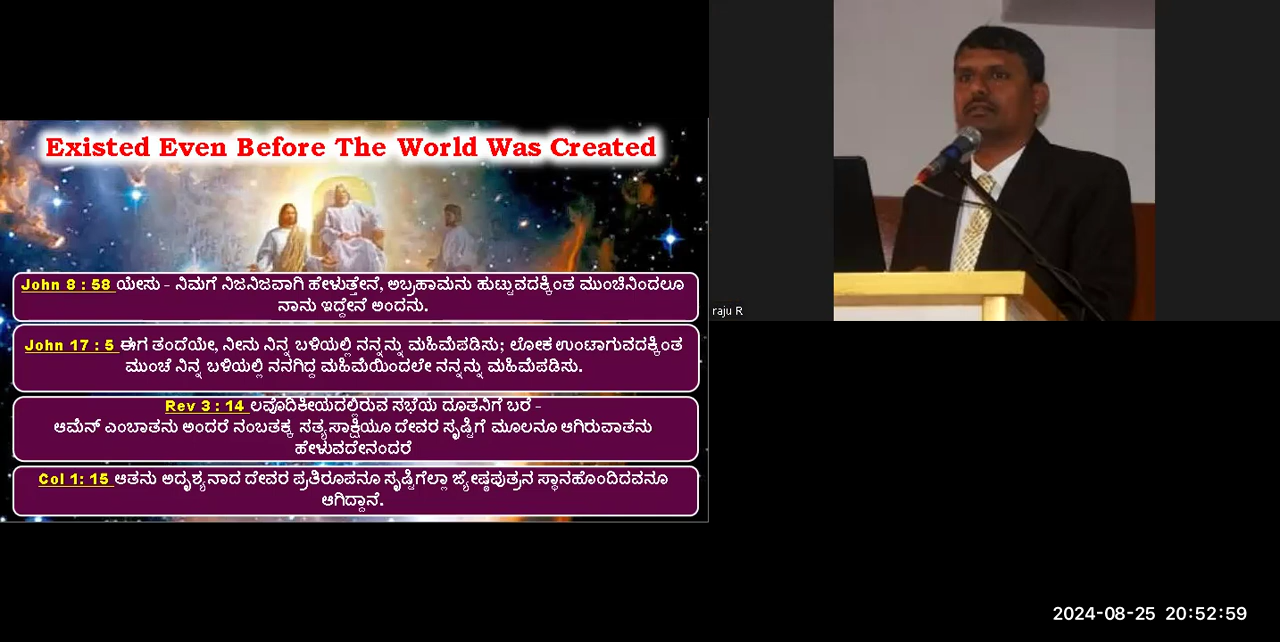 Existed Even Before The World Was Created
John 8 : 58 ಯೇಸು - ನಿಮಗೆ ನಿಜನಿಜವಾಗಿ ಹೇಳುತ್ತೇನೆ, ಅಬ್ರಹಾಮನು ಹುಟ್ಟುವದಕ್ಕಿಂತ ಮುಂಚೆನಿಂದಲೂ
ನಾನು ಇದ್ದೇನೆ ಅಂದನು.
John 17 : 5 ಈಗ ತಂದೆಯೇ, ನೀನು ನಿನ್ನ ಬಳಿಯಲ್ಲಿ ನನ್ನನ್ನು ಮಹಿಮೆಪಡಿಸು; ಲೋಕ ಉಂಟಾಗುವದಕ್ಕಿಂತ
ಮುಂಚೆ ನಿನ್ನ ಬಳಿಯಲ್ಲಿ ನನಗಿದ್ದ ಮಹಿಮೆಯಿಂದಲೇ ನನ್ನನ್ನು ಮಹಿಮೆಪಡಿಸು.
Rev 3 : 14 ಲವೊದಿಕೀಯದಲ್ಲಿರುವ ಸಭೆಯ ದೂತನಿಗೆ ಬರೆ -
ಆಮೆನ್ ಎಂಬಾತನು ಅಂದರೆ ನಂಬತಕ್ಕ ಸತ್ಯಸಾಕ್ಷಿಯೂ ದೇವರ ಸೃಷ್ಟಿಗೆ ಮೂಲನೂ ಆಗಿರುವಾತನು
ಹೇಳುವದೇನಂದರೆ
Col 1: 15 ಆತನು ಅದೃಶ್ಯನಾದ ದೇವರ ಪ್ರತಿರೂಪನೂ ಸೃಷ್ಟಿಗೆಲ್ಲಾ ಜ್ಯೇಷ್ಠಪುತ್ರನ ಸ್ಥಾನಹೊಂದಿದವನೂ
ಆಗಿದ್ದಾನೆ.
raju R
2024-08-25 20:52:59